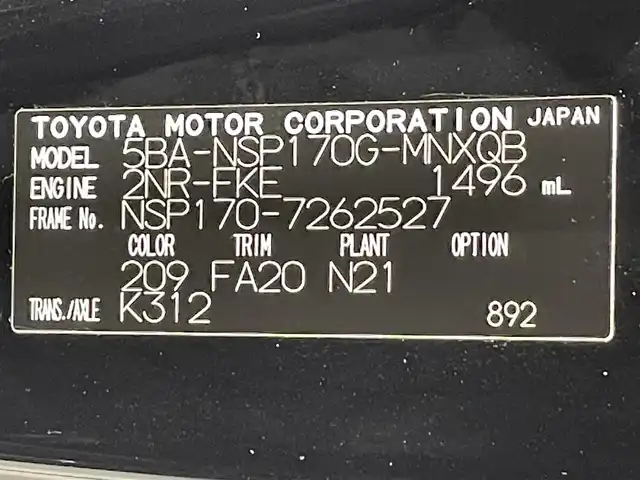 TOYOTA MOTOR CORPORATION JAPAN
MODEL 5BA-NSP170G-MNXQB
ENGINE 2NR-FKE 1496 mL
FRAME No. NSP170-7262527
COLOR TRIM PLANT OPTION
209 FA20 N21
TRANS./AXLE K312 892